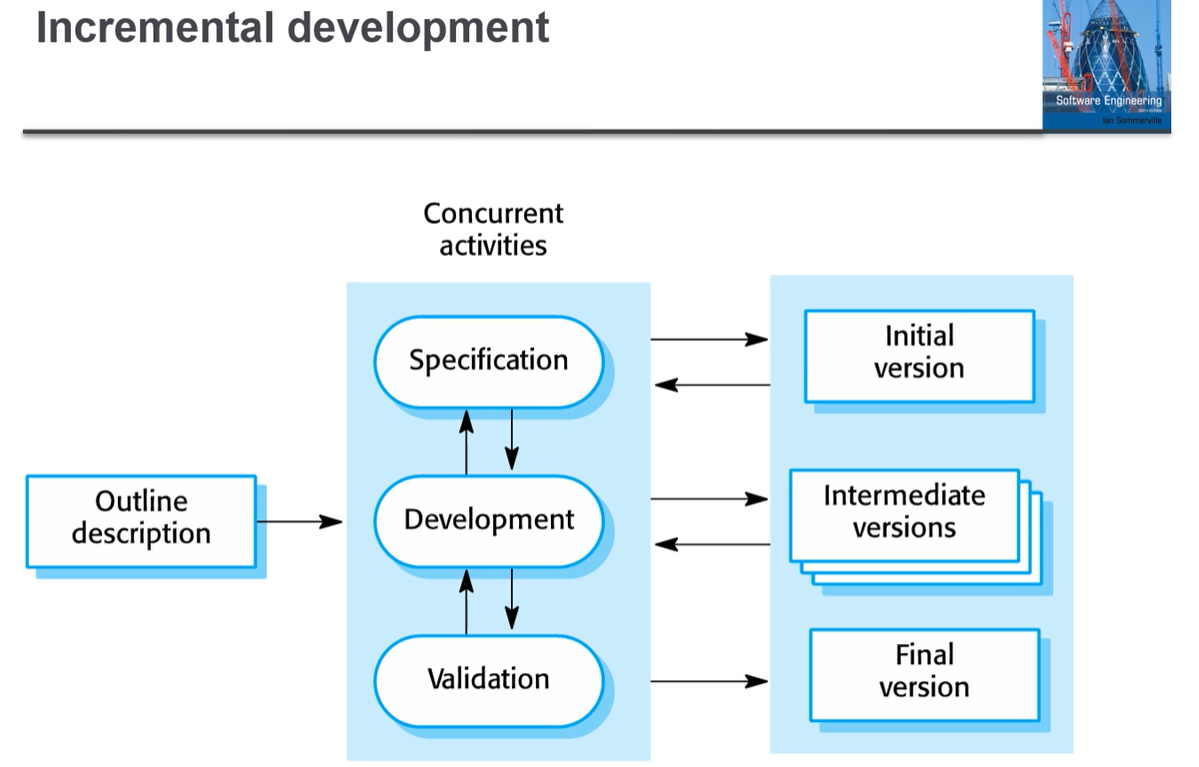 Incremental development
Software Engineering
Ian Sommerville
Concurrent
activities
Specification
Initial
version
Outline
description
Development
Intermediate
versions
Validation
Final
version